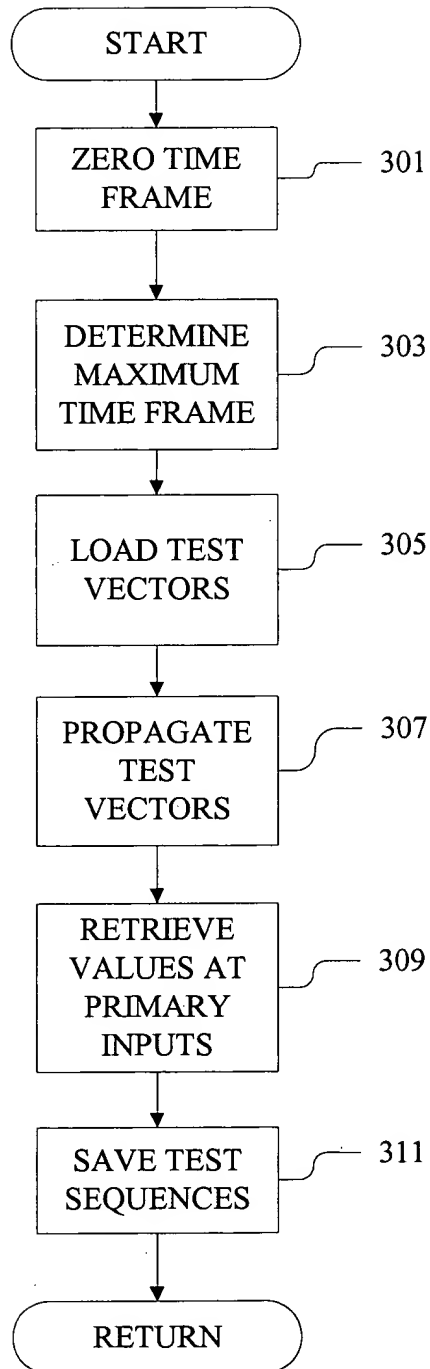 START
ZERO TIME
FRAME
301
DETERMINE
MAXIMUM
TIME FRAME
303
LOAD TEST
VECTORS
305
PROPAGATE
TEST
VECTORS
307
RETRIEVE
VALUES AT
PRIMARY
INPUTS
309
SAVE TEST
SEQUENCES
311
RETURN